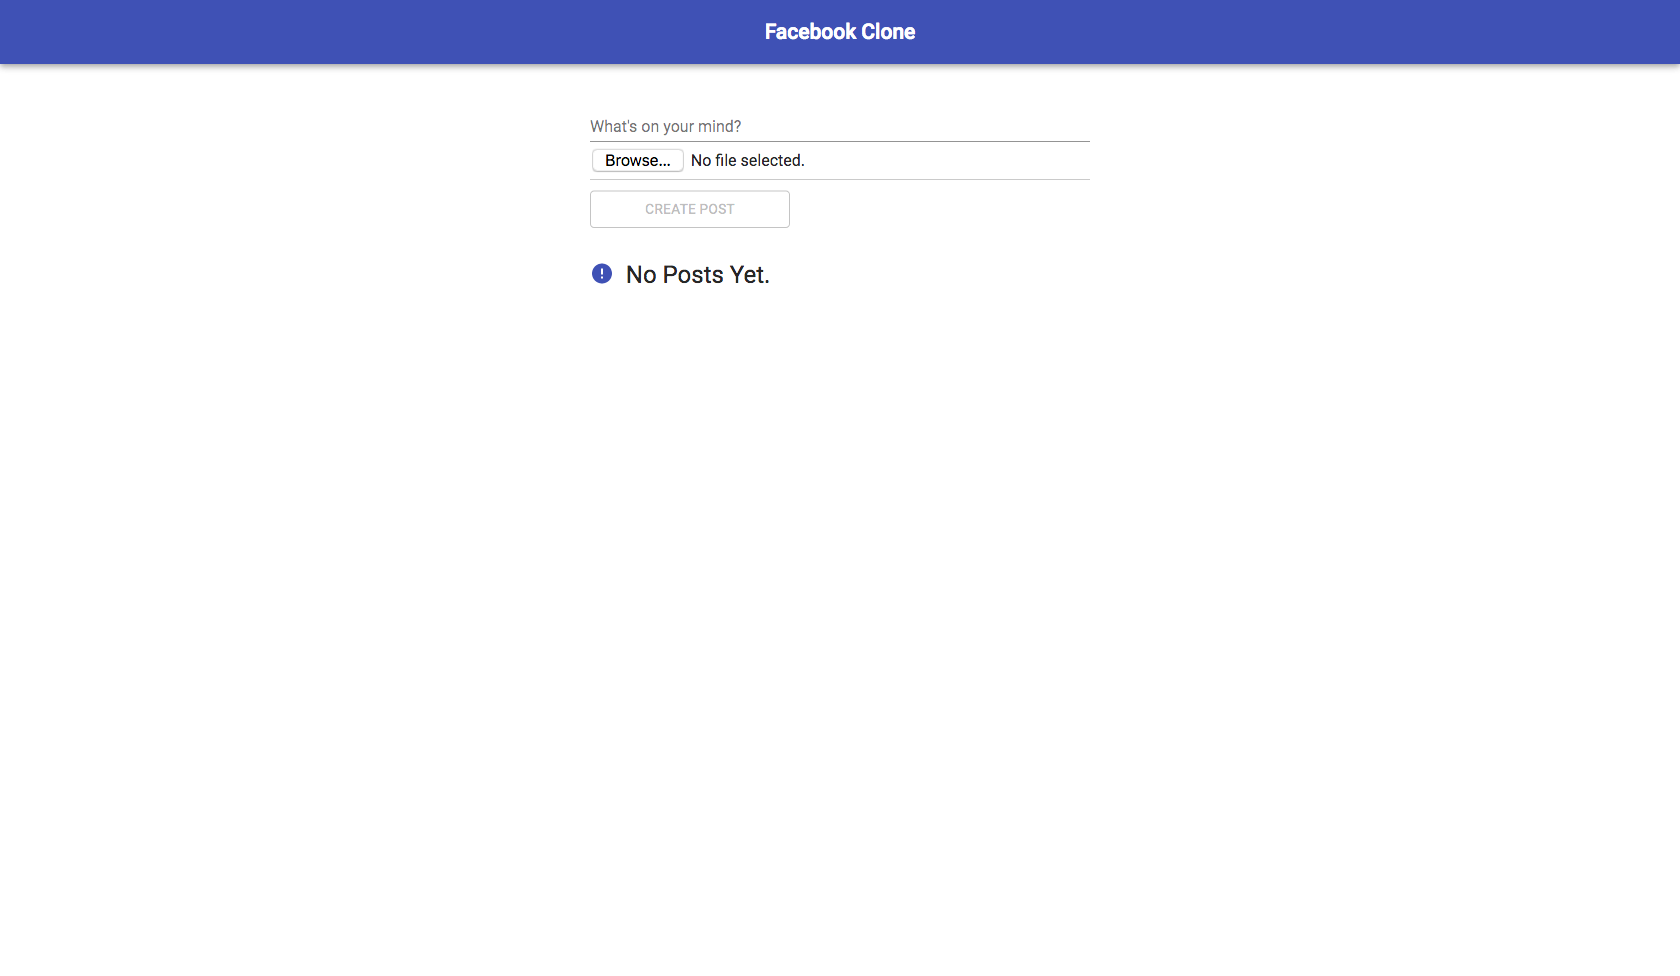 Facebook Clone
What's on your mind?
Browse... No file selected.
CREATE POST
No Posts Yet.